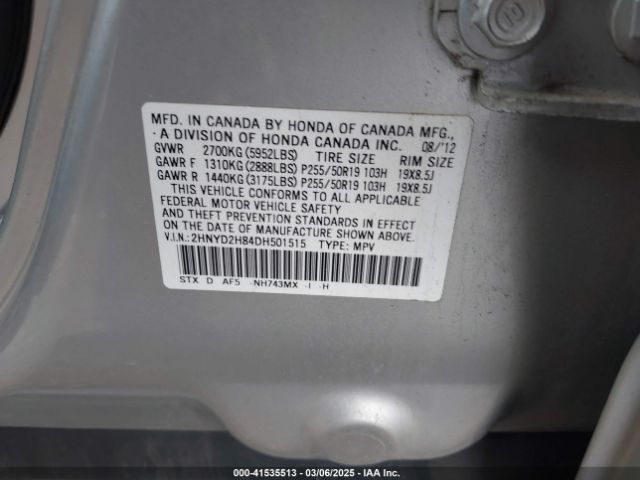 MFD. IN CANADA BY HONDA OF CANADA MFG.,
A DIVISION OF HONDA CANADA INC. 08/'12
GVWR 2700KG(5952LBS) TIRE SIZE RIM SIZE
GAWR F 1310KG(2888LBS) P255/50R19 103H 19X8.5J
GAWR R 1440KG(3175LBS) P255/50R19 103H 19X8.5J
THIS VEHICLE CONFORMS TO ALL APPLICABLE
FEDERAL MOTOR VEHICLE SAFETY
AND THEFT PREVENTION STANDARDS IN EFFECT
ON THE DATE OF MANUFACTURE SHOWN ABOVE.
V.I.N.: 2HNYD2H84DH501515 TYPE: MPV
STX D AF5 -NH743MX -I -H
000-41535513 — 03/06/2025 — IAA Inc.